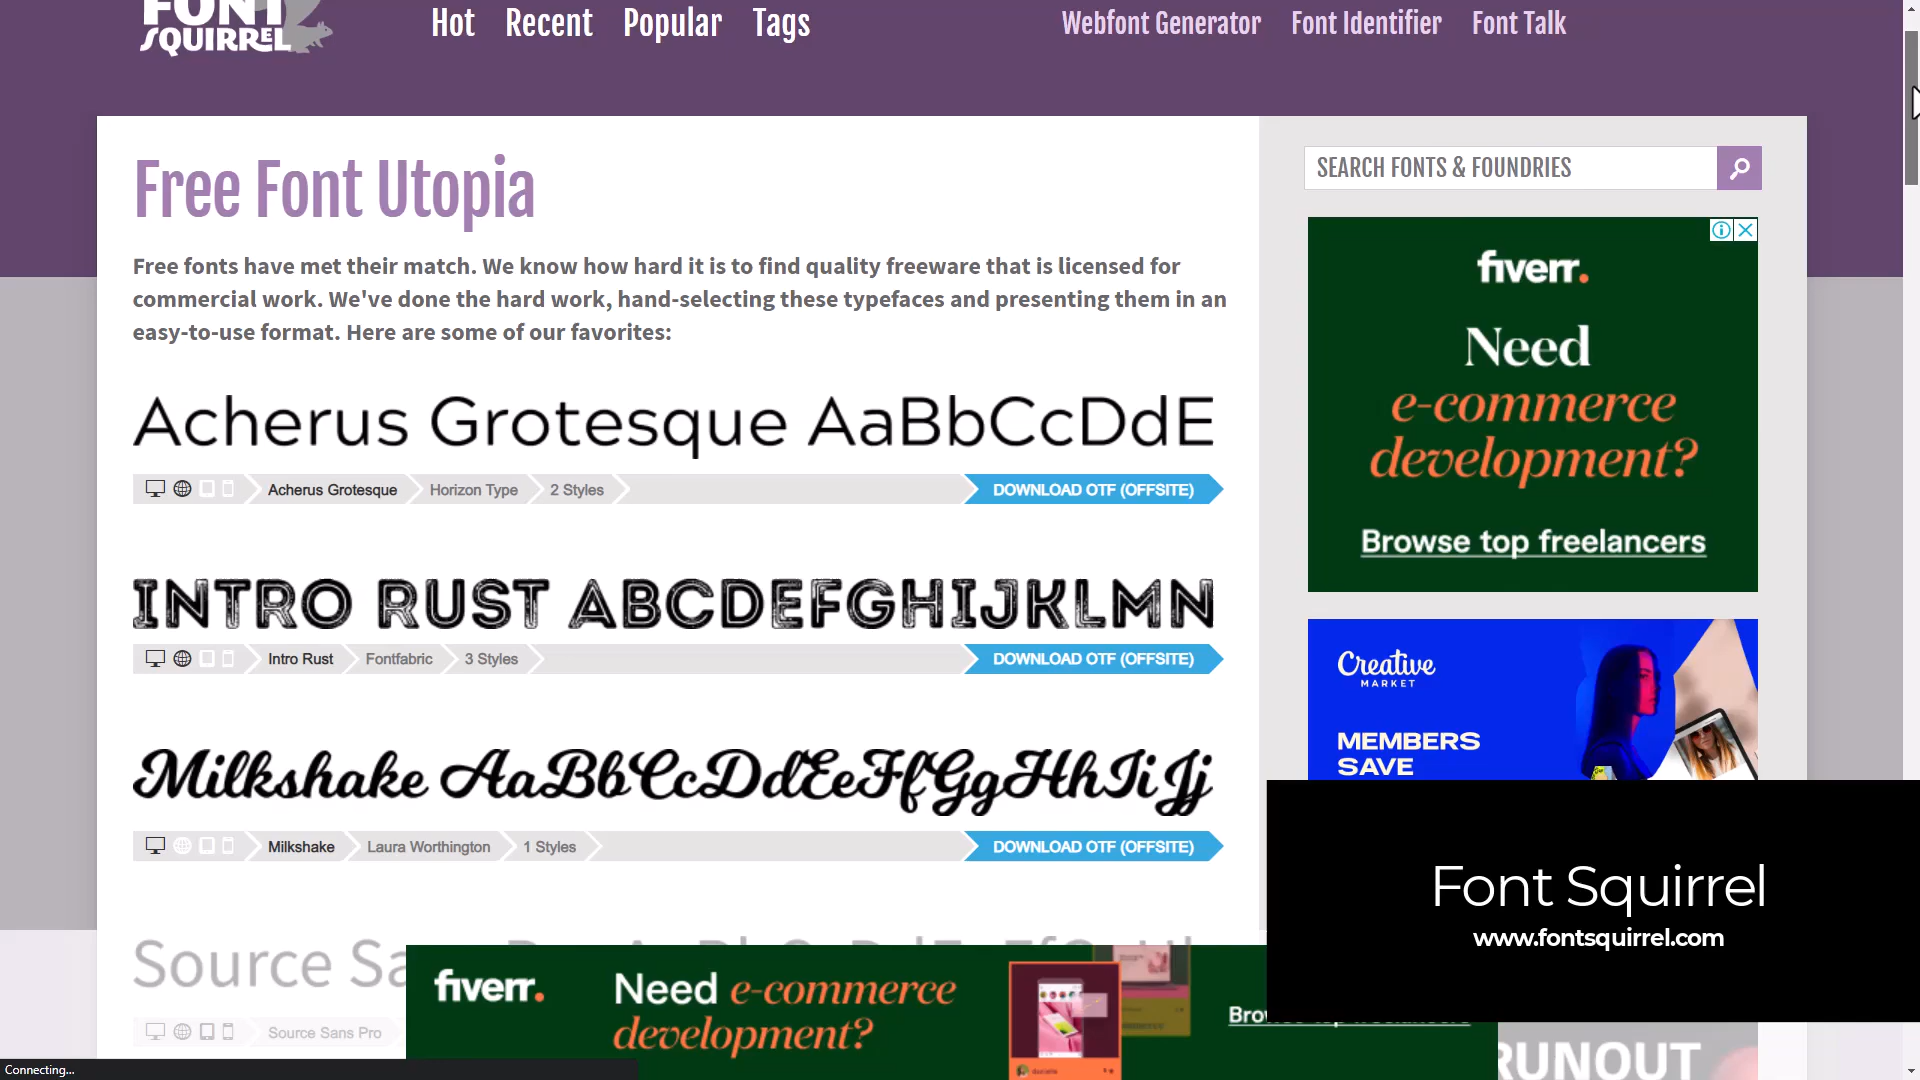 FONT
SQUIRREL
Hot Recent Popular Tags
Webfont Generator Font Identifier Font Talk
Free Font Utopia
Free fonts have met their match. We know how hard it is to find quality freeware that is licensed for
commercial work. We've done the hard work, hand-selecting these typefaces and presenting them in an
easy-to-use format. Here are some of our favorites:
Acherus Grotesque AaBbCcDdE
Acherus Grotesque Horizon Type 2 Styles DOWNLOAD OTF (OFFSITE)
INTRO RUST ABCDEFGHIJKLMN
Intro Rust Fontfabric 3 Styles DOWNLOAD OTF (OFFSITE)
Milkshake AaBbCcDdEeFfGgHhIiJj
Milkshake Laura Worthington 1 Styles DOWNLOAD OTF (OFFSITE)
Source Sa
Source Sans Pro
SEARCH FONTS & FOUNDRIES
fiverr.
Need
e-commerce
development?
Browse top freelancers
Creative
MARKET
MEMBERS
SAVE
Font Squirrel
www.fontsquirrel.com
fiverr.
Need e-commerce
development?
RUNOUT
Connecting...